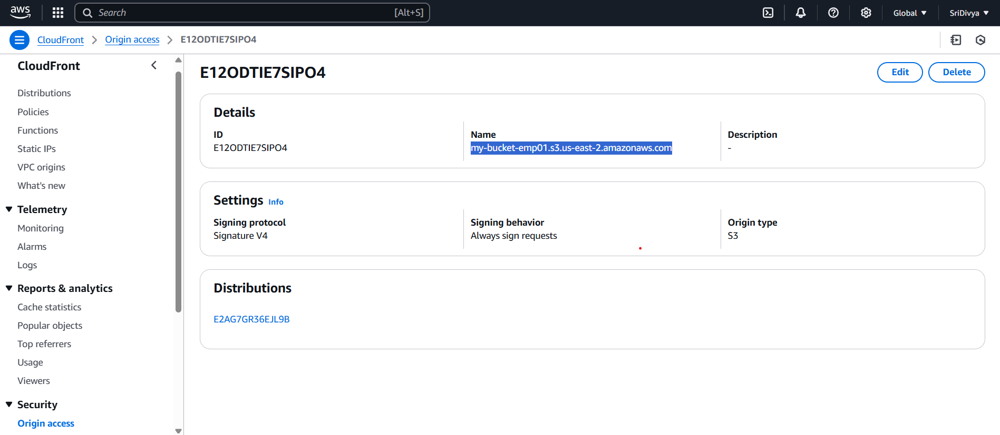 aws
Search [Alt+S]
Global ▼ SriDivya ▼
CloudFront > Origin access > E12ODTIE7SIPO4
CloudFront
Distributions
Policies
Functions
Static IPs
VPC origins
What's new
Telemetry
Monitoring
Alarms
Logs
Reports & analytics
Cache statistics
Popular objects
Top referrers
Usage
Viewers
Security
Origin access
E12ODTIE7SIPO4
Edit Delete
Details
ID
E12ODTIE7SIPO4
Name
my-bucket-emp01.s3.us-east-2.amazonaws.com
Description
-
Settings Info
Signing protocol
Signature V4
Signing behavior
Always sign requests
Origin type
S3
Distributions
E2AG7GR36EJL9B